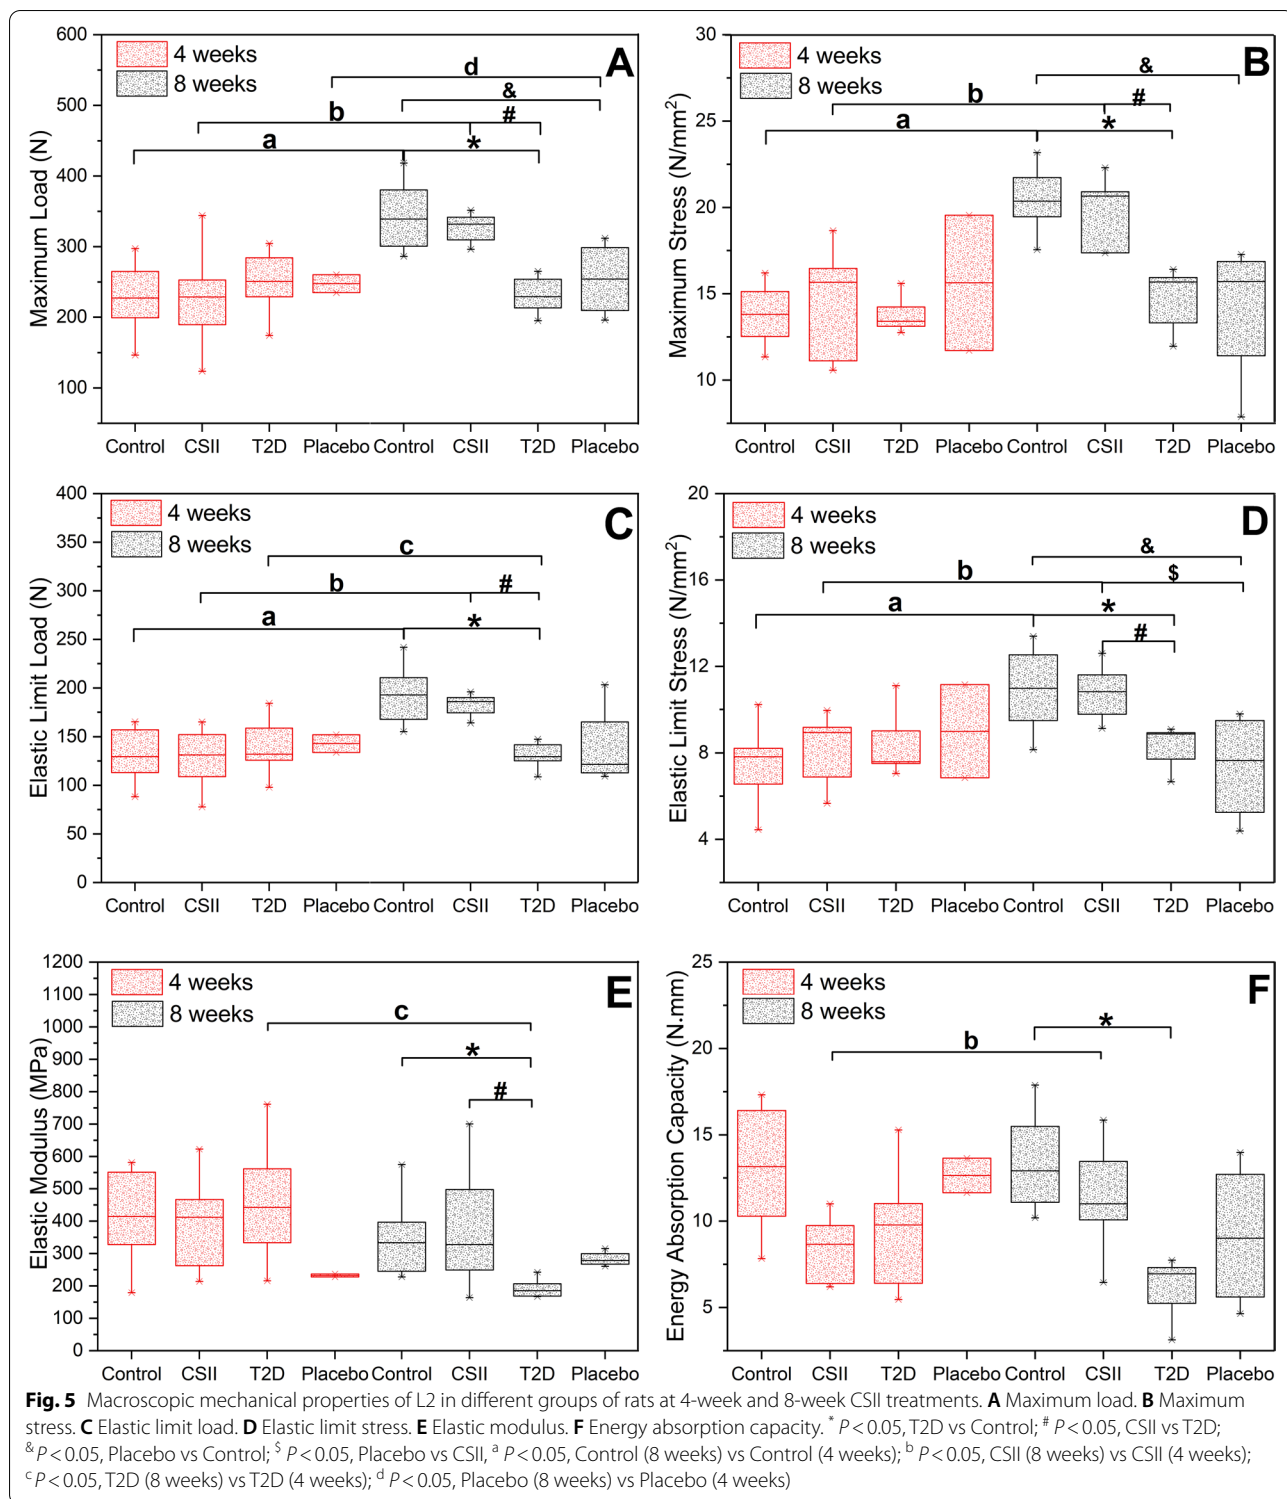 600
500
400
300
200
100
Maximum Load (N)
4 weeks
8 weeks
A
a
b
d
&
#
*
Control CSII T2D Placebo Control CSII T2D Placebo
30
25
20
15
10
Maximum Stress (N/mm²)
4 weeks
8 weeks
B
a
b
&
#
*
Control CSII T2D Placebo Control CSII T2D Placebo
400
350
300
250
200
150
100
50
0
Elastic Limit Load (N)
4 weeks
8 weeks
C
c
b
#
a
*
Control CSII T2D Placebo Control CSII T2D Placebo
20
16
12
8
4
Elastic Limit Stress (N/mm²)
4 weeks
8 weeks
D
&
b
$
a
*
#
Control CSII T2D Placebo Control CSII T2D Placebo
1200
1100
1000
900
800
700
600
500
400
300
200
100
0
Elastic Modulus (MPa)
4 weeks
8 weeks
E
c
*
#
Control CSII T2D Placebo Control CSII T2D Placebo
25
20
15
10
5
Energy Absorption Capacity (N.mm)
4 weeks
8 weeks
F
*
b
Control CSII T2D Placebo Control CSII T2D Placebo
Fig. 5 Macroscopic mechanical properties of L2 in different groups of rats at 4-week and 8-week CSII treatments. A Maximum load. B Maximum
stress. C Elastic limit load. D Elastic limit stress. E Elastic modulus. F Energy absorption capacity. * P < 0.05, T2D vs Control; # P < 0.05, CSII vs T2D;
& P < 0.05, Placebo vs Control; $ P < 0.05, Placebo vs CSII, a P < 0.05, Control (8 weeks) vs Control (4 weeks); b P < 0.05, CSII (8 weeks) vs CSII (4 weeks);
c P < 0.05, T2D (8 weeks) vs T2D (4 weeks); d P < 0.05, Placebo (8 weeks) vs Placebo (4 weeks)